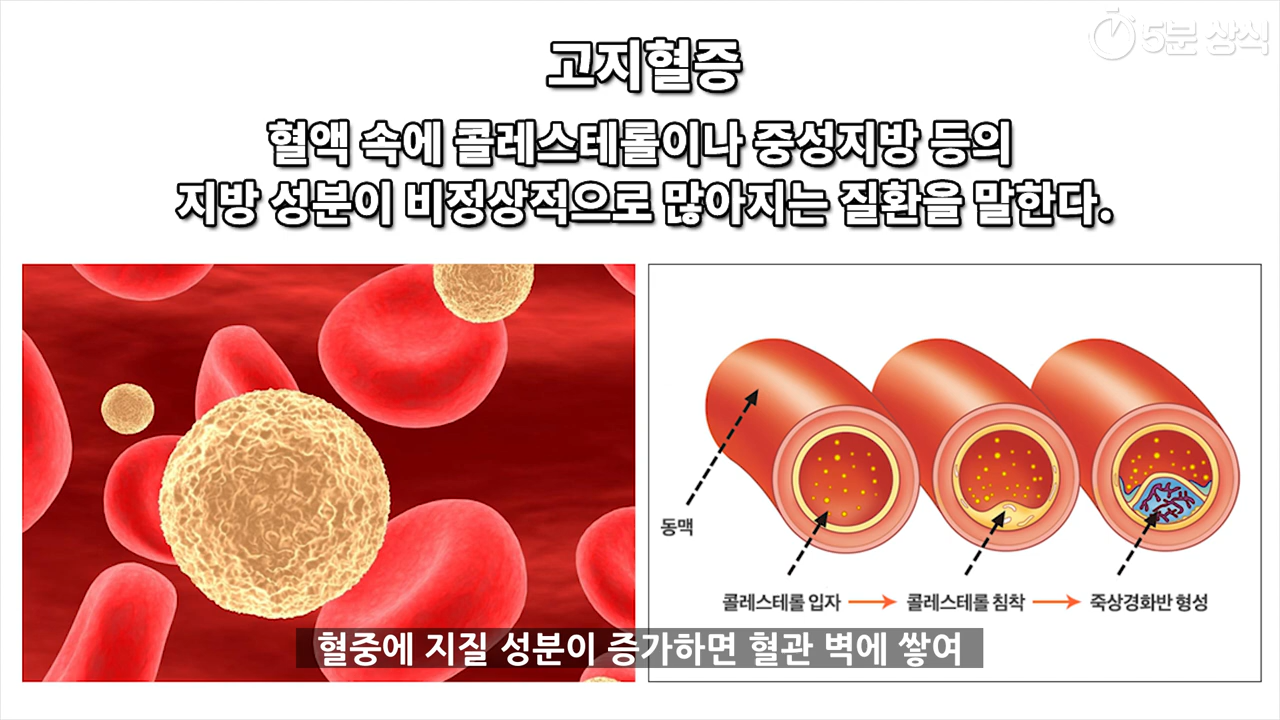 5분 상식
고지혈증
혈액 속에 콜레스테롤이나 중성지방 등의
지방 성분이 비정상적으로 많아지는 질환을 말한다.
동맥
콜레스테롤 입자
콜레스테롤 침착
죽상경화반 형성
혈중에 지질 성분이 증가하면 혈관 벽에 쌓여